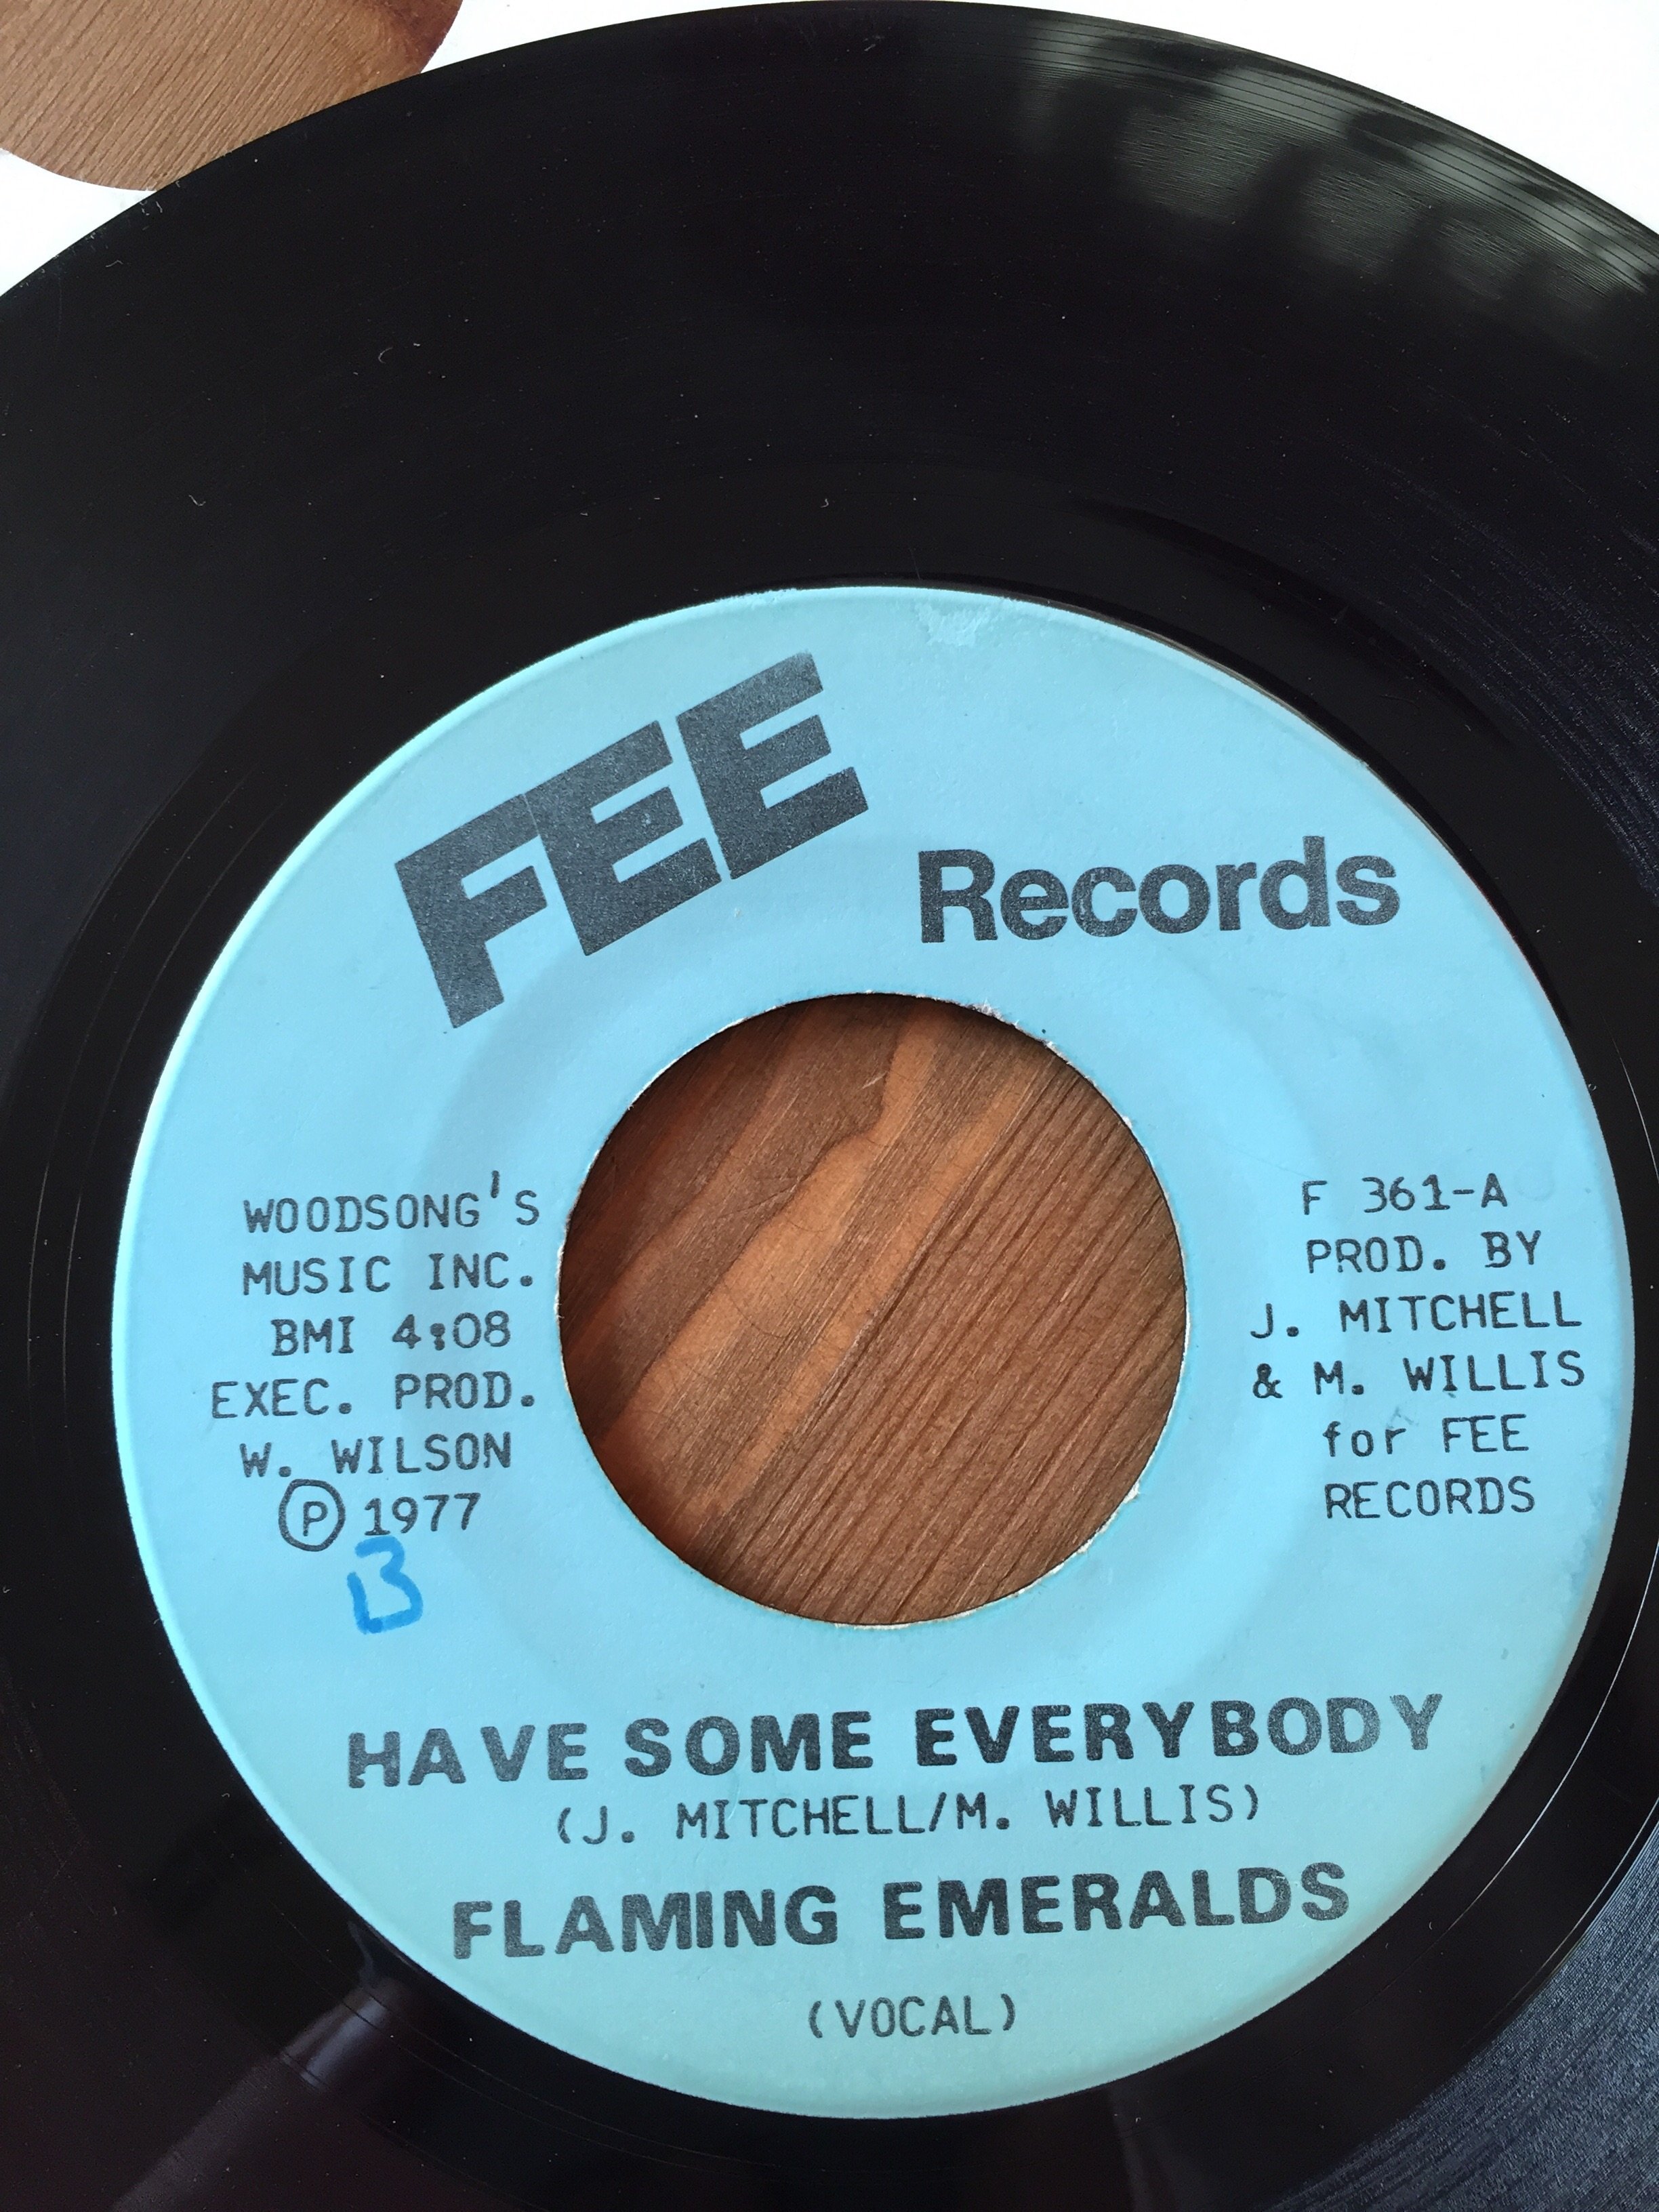 FEE Records
WOODSONG'S
MUSIC INC.
BMI 4:08
EXEC. PROD.
W. WILSON
Ⓟ 1977
B
F 361-A
PROD. BY
J. MITCHELL
& M. WILLIS
for FEE
RECORDS
HAVE SOME EVERYBODY
(J. MITCHELL/M. WILLIS)
FLAMING EMERALDS
(VOCAL)